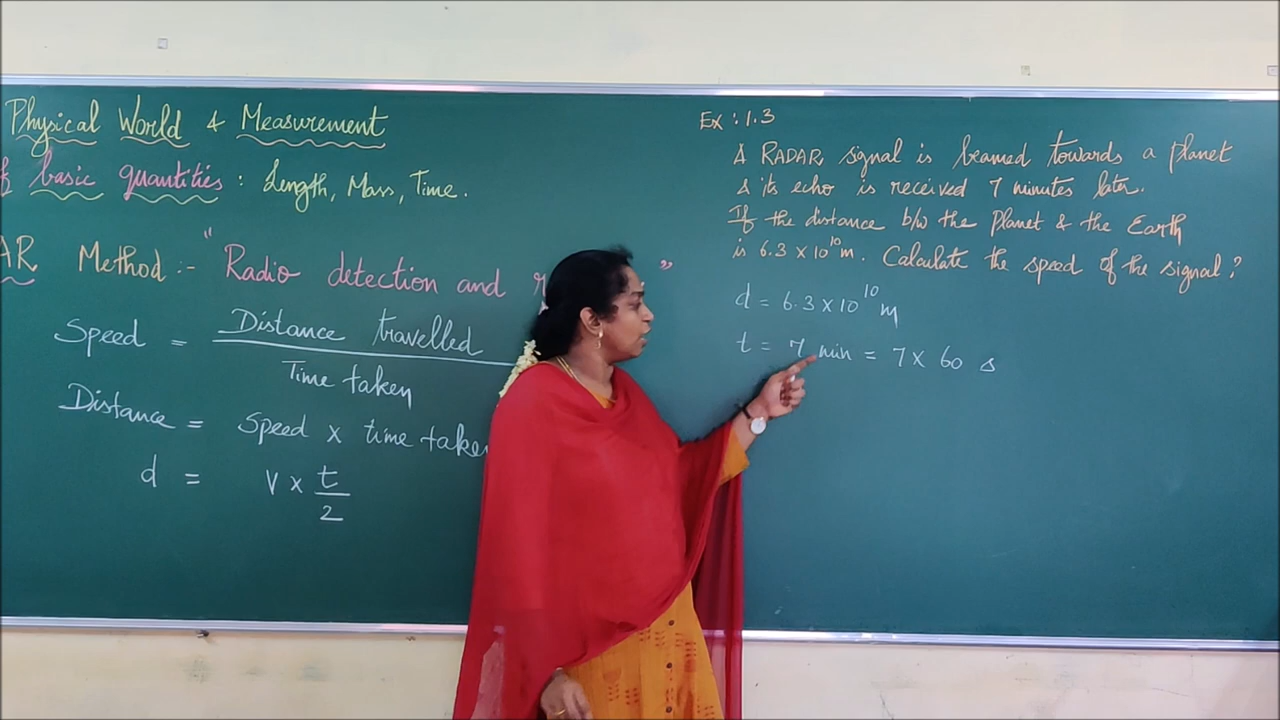 Physical World & Measurement
of basic quantities : Length, Mass, Time.
AR Method :- "Radio detection and "
Speed = Distance travelled
Time taken
Distance = Speed x time taken
d = V x t
2
Ex : 1.3
A RADAR signal is beamed towards a planet
& its echo is received 7 minutes later.
If the distance b/w the Planet & the Earth
is 6.3 x 10¹⁰m. Calculate the speed of the signal?
d = 6.3 x 10¹⁰ m
t = 7 min = 7 x 60 s